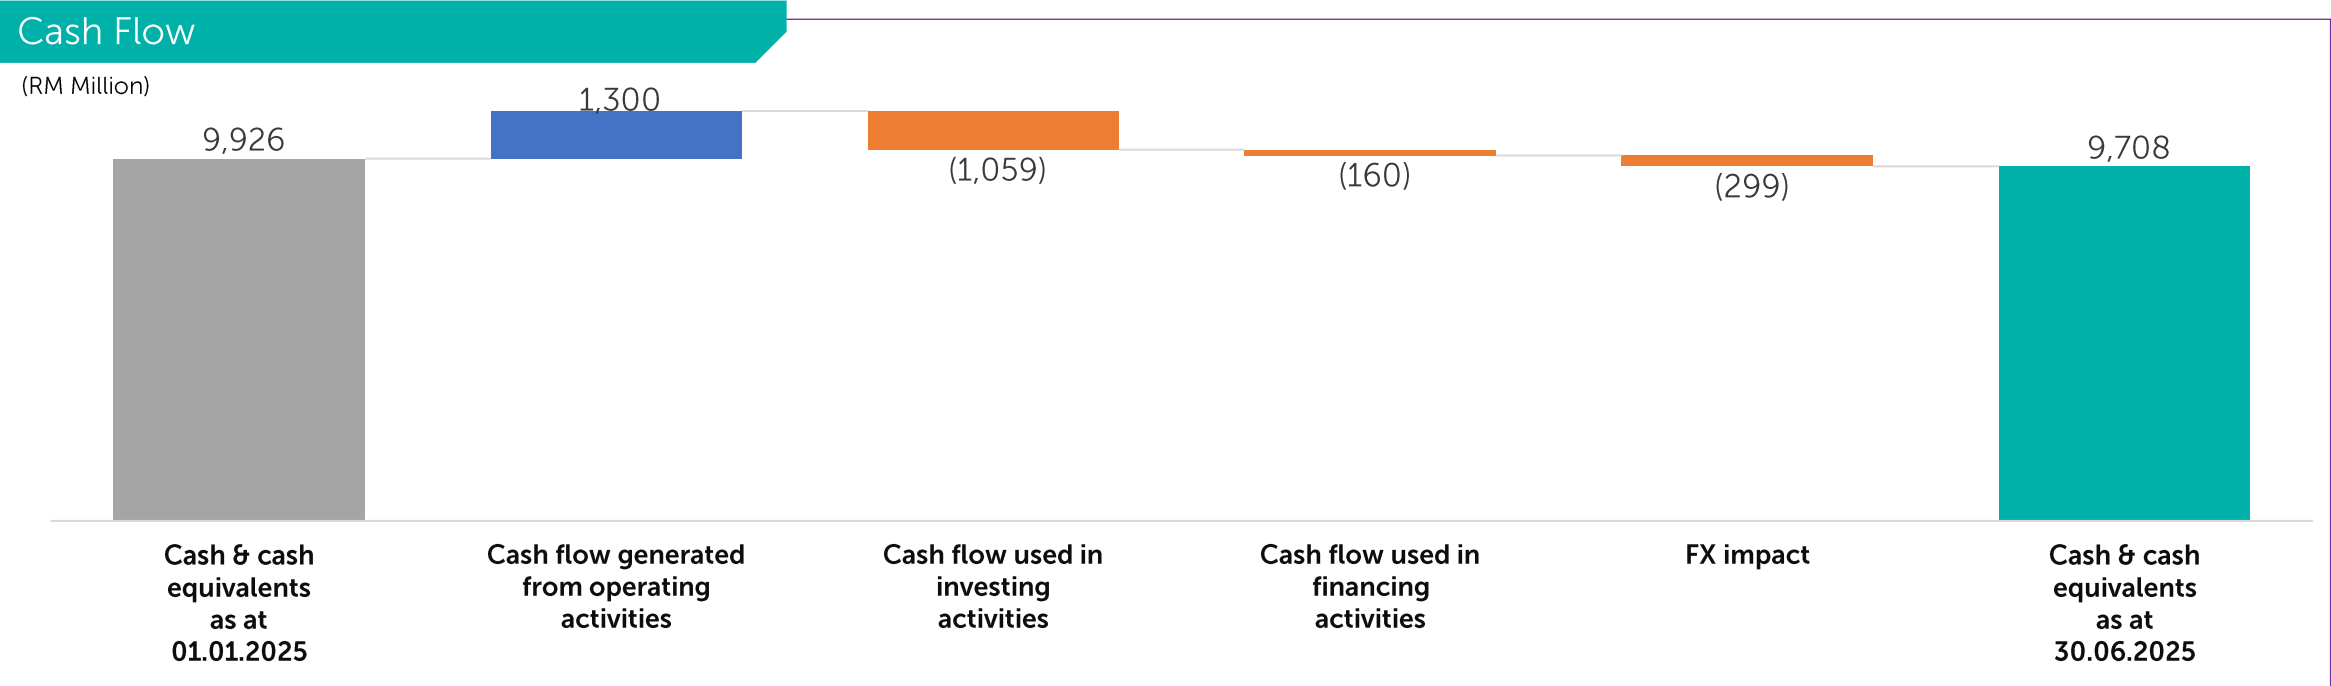 Cash Flow
(RM Million)
9,926
1,300
(1,059)
(160)
(299)
9,708
Cash & cash
equivalents
as at
01.01.2025
Cash flow generated
from operating
activities
Cash flow used in
investing
activities
Cash flow used in
financing
activities
FX impact
Cash & cash
equivalents
as at
30.06.2025